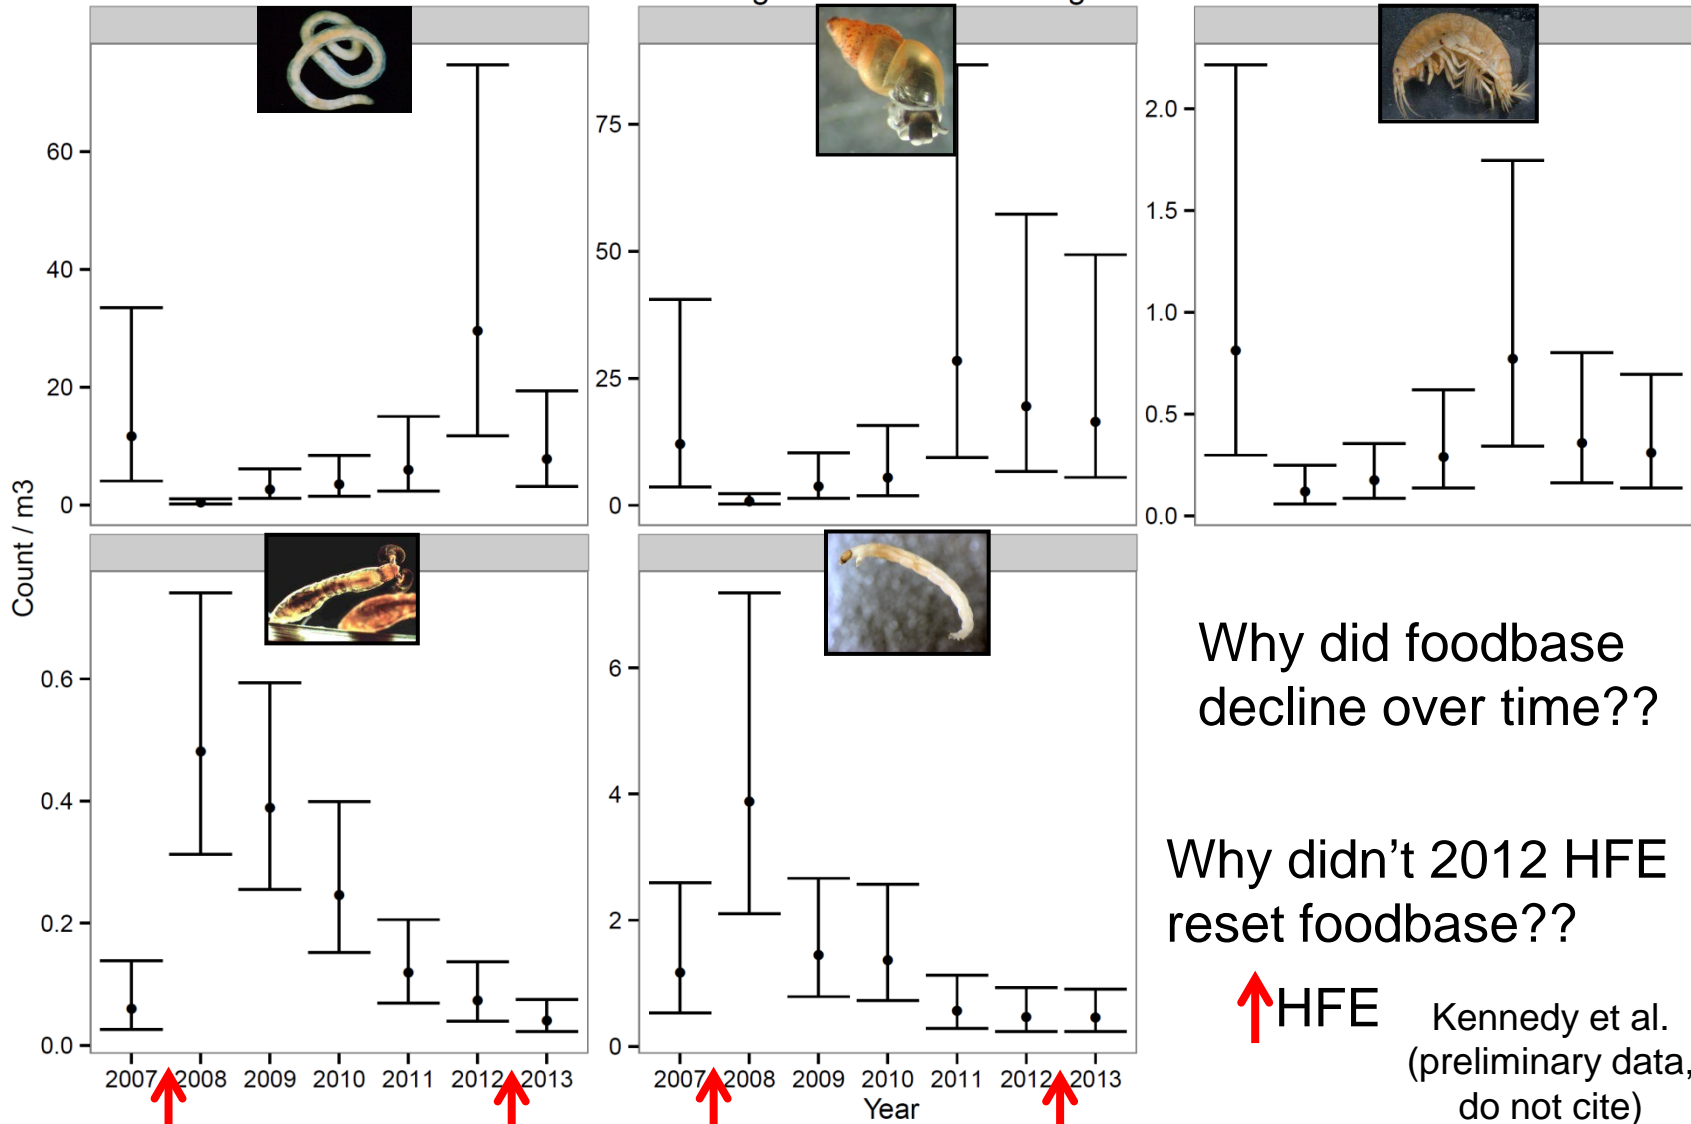 60
40
20
0
75
50
25
0
2.0
1.5
1.0
0.5
0.0
Count / m3
0.6
0.4
0.2
0.0
6
4
2
0
2007 2008 2009 2010 2011 2012 2013
2007 2008 2009 2010 2011 2012 2013
Year
Why did foodbase
decline over time??
Why didn't 2012 HFE
reset foodbase??
HFE
Kennedy et al.
(preliminary data,
do not cite)